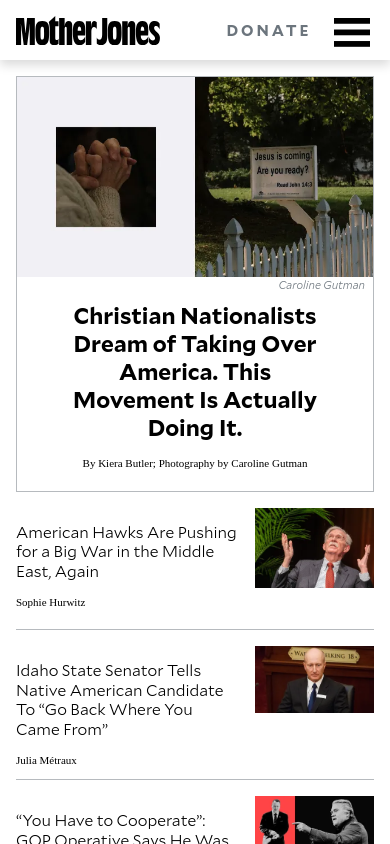 Mother Jones
DONATE
Jesus is coming!
Are you ready?
Read John 14:3
Caroline Gutman
Christian Nationalists
Dream of Taking Over
America. This
Movement Is Actually
Doing It.
By Kiera Butler; Photography by Caroline Gutman
American Hawks Are Pushing
for a Big War in the Middle
East, Again
Sophie Hurwitz
Idaho State Senator Tells
Native American Candidate
To “Go Back Where You
Came From”
Julia Métraux
“You Have to Cooperate”:
GOP Operative Says He Was